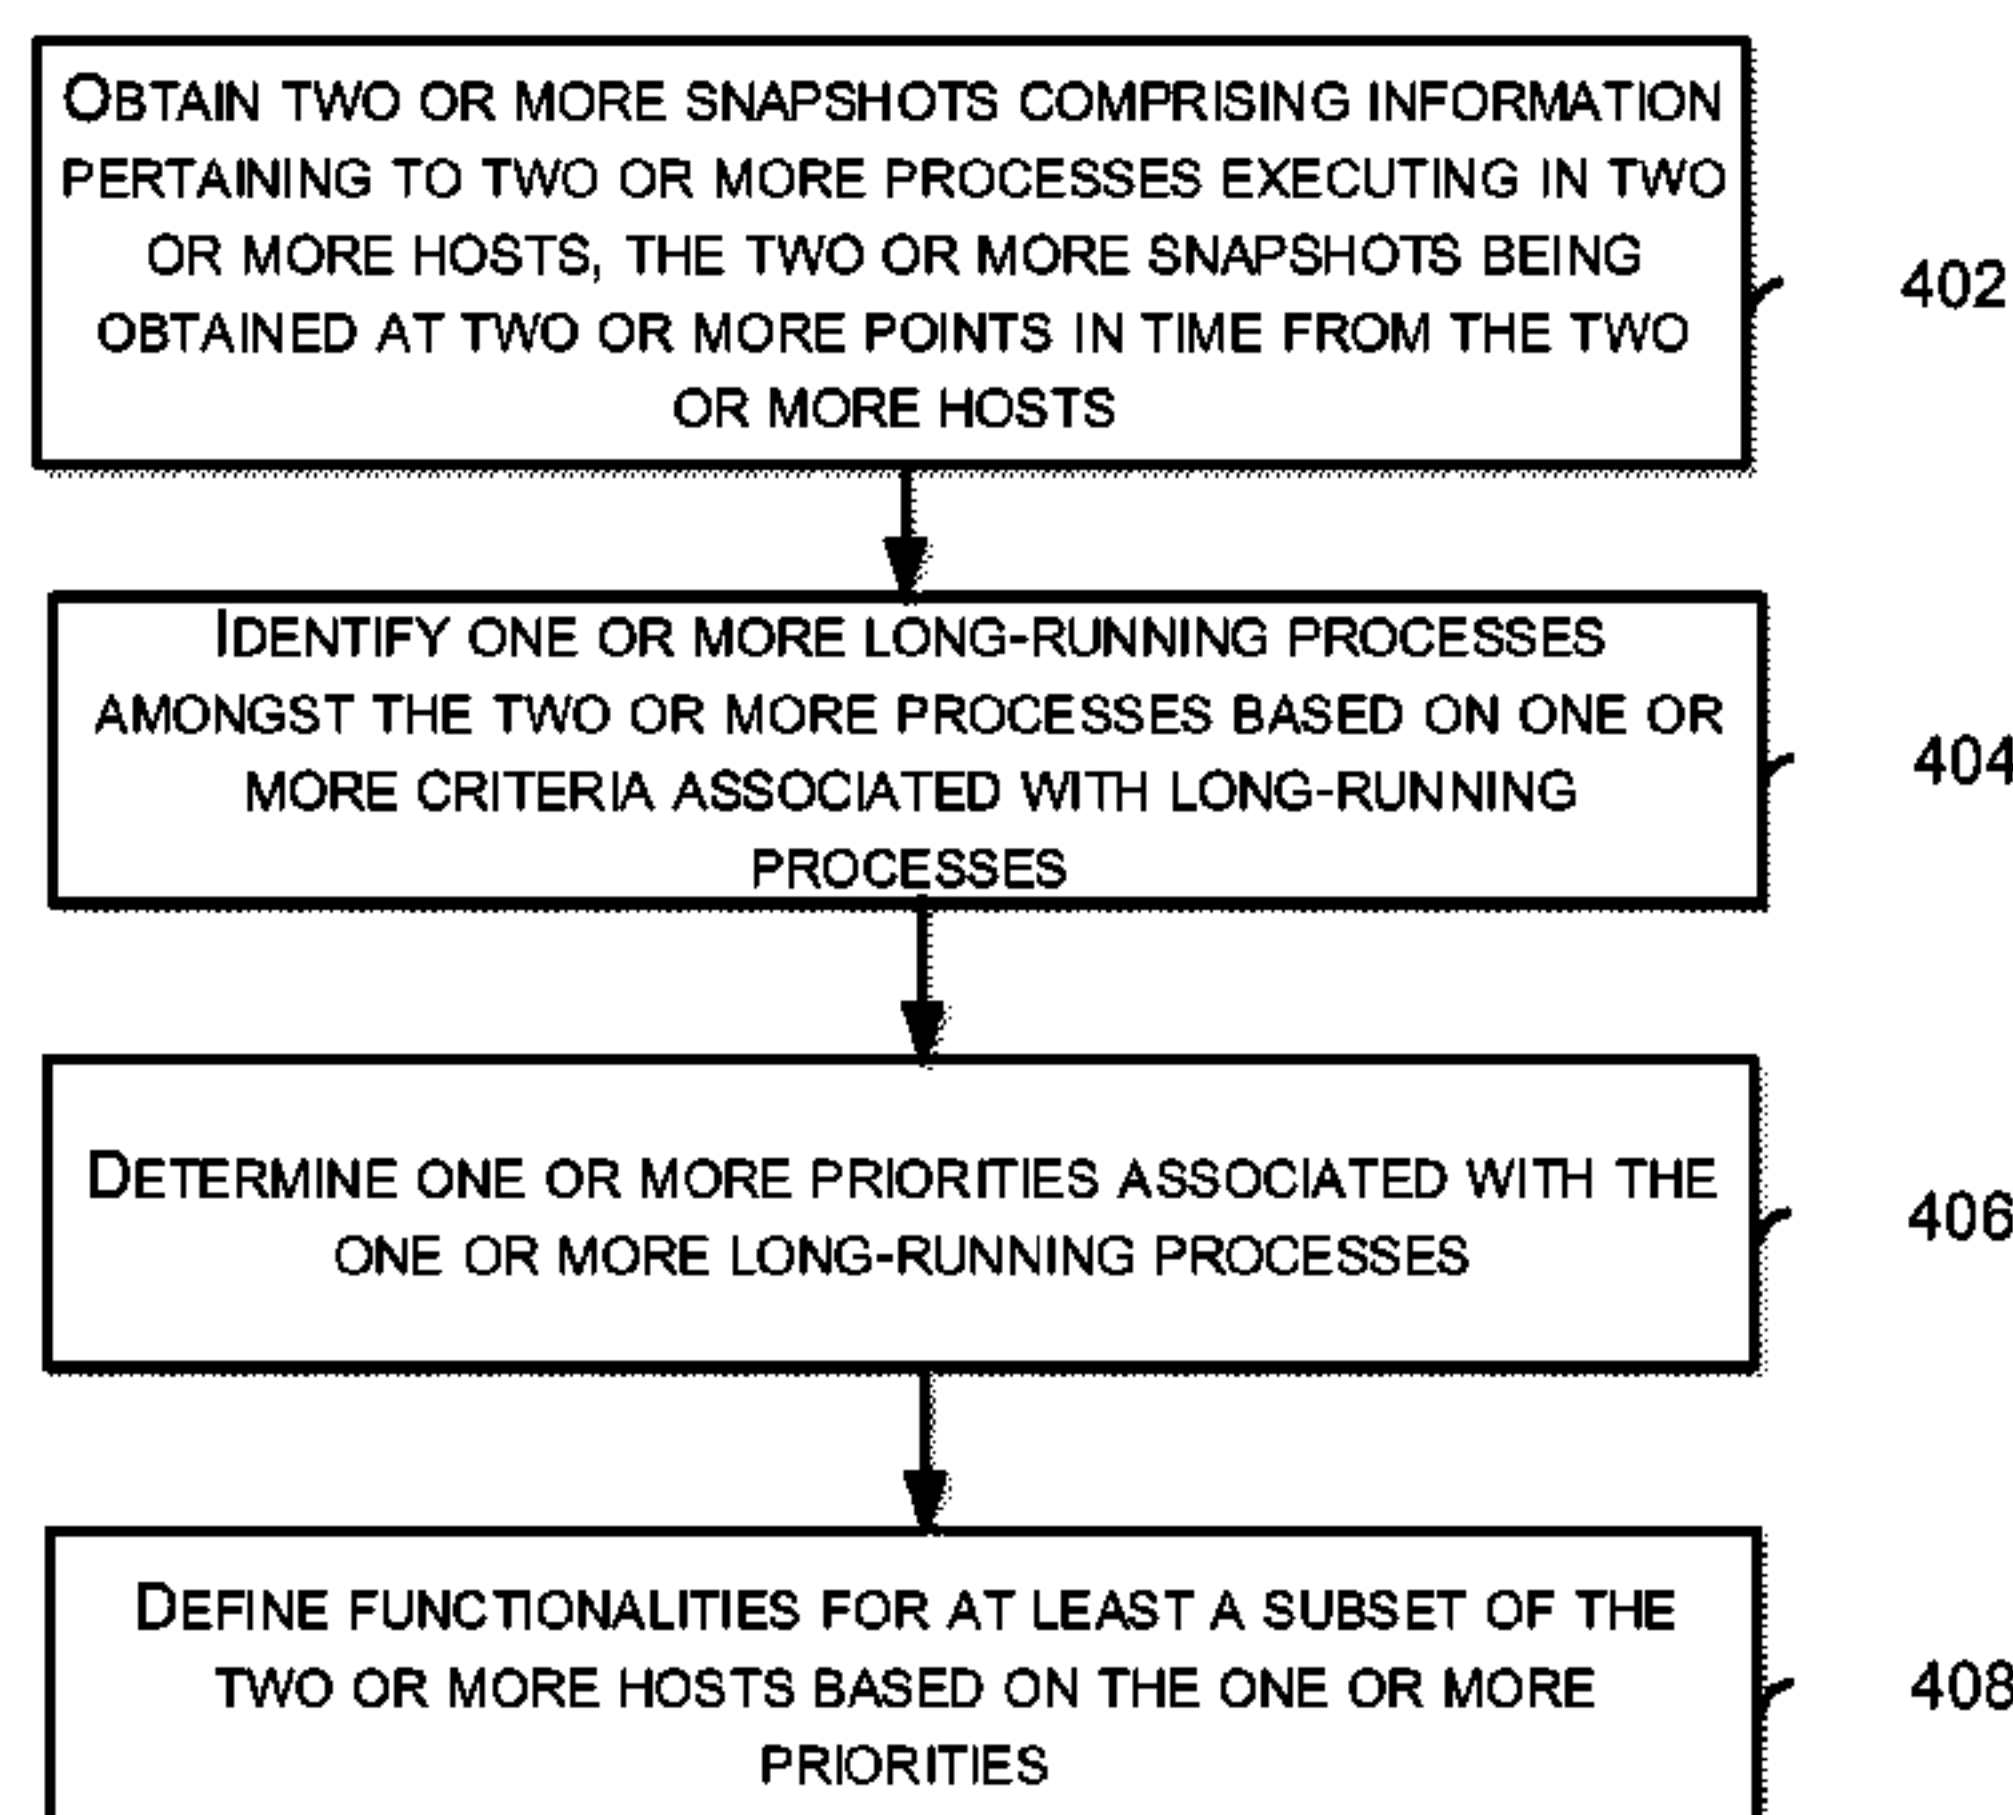 OBTAIN TWO OR MORE SNAPSHOTS COMPRISING INFORMATION
PERTAINING TO TWO OR MORE PROCESSES EXECUTING IN TWO
OR MORE HOSTS, THE TWO OR MORE SNAPSHOTS BEING
OBTAINED AT TWO OR MORE POINTS IN TIME FROM THE TWO
OR MORE HOSTS
402
IDENTIFY ONE OR MORE LONG-RUNNING PROCESSES
AMONGST THE TWO OR MORE PROCESSES BASED ON ONE OR
MORE CRITERIA ASSOCIATED WITH LONG-RUNNING
PROCESSES
404
DETERMINE ONE OR MORE PRIORITIES ASSOCIATED WITH THE
ONE OR MORE LONG-RUNNING PROCESSES
406
DEFINE FUNCTIONALITIES FOR AT LEAST A SUBSET OF THE
TWO OR MORE HOSTS BASED ON THE ONE OR MORE
PRIORITIES
408